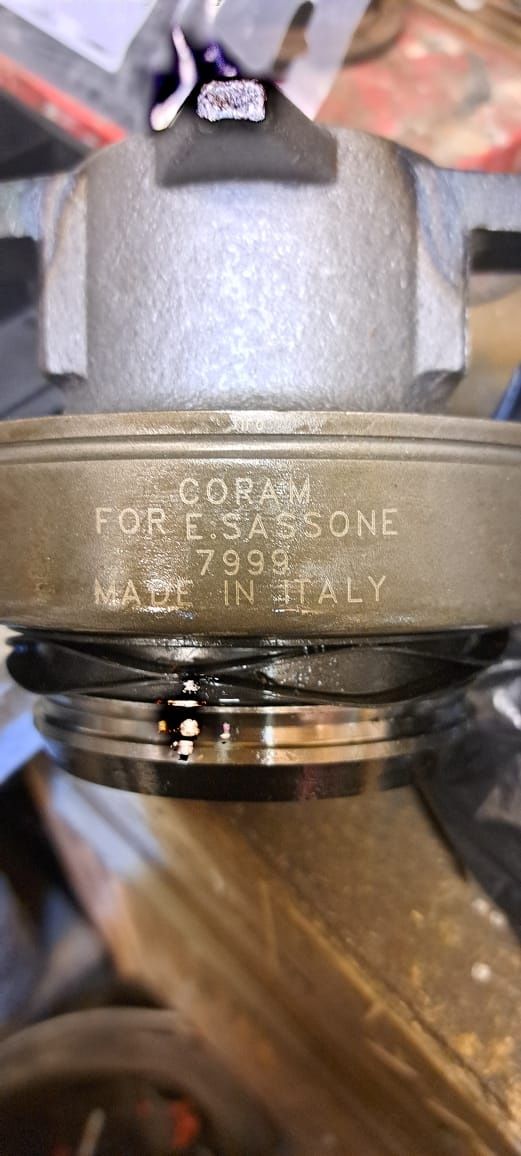 CORAM
FOR E.SASSONE
7999
MADE IN ITALY